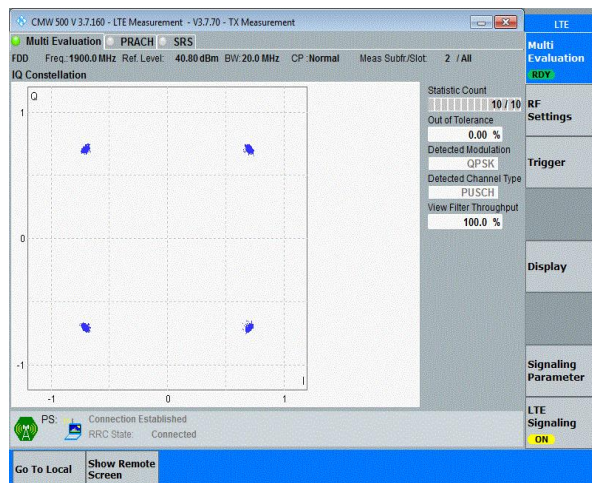 CMW 500 V 3.7.160 - LTE Measurement - V3.7.70 - TX Measurement
LTE
Multi Evaluation PRACH SRS
FDD Freq.: 1900.0 MHz Ref. Level: 40.80 dBm BW: 20.0 MHz CP : Normal Meas Subfr./Slot: 2 / All
IQ Constellation
Q
1
0
-1
I
-1 0 1
Statistic Count
10 / 10
Out of Tolerance
0.00 %
Detected Modulation
QPSK
Detected Channel Type
PUSCH
View Filter Throughput
100.0 %
Multi
Evaluation
RDY
RF
Settings
Trigger
Display
Signaling
Parameter
LTE
Signaling
ON
PS: Connection Established
RRC State: Connected
Go To Local
Show Remote
Screen